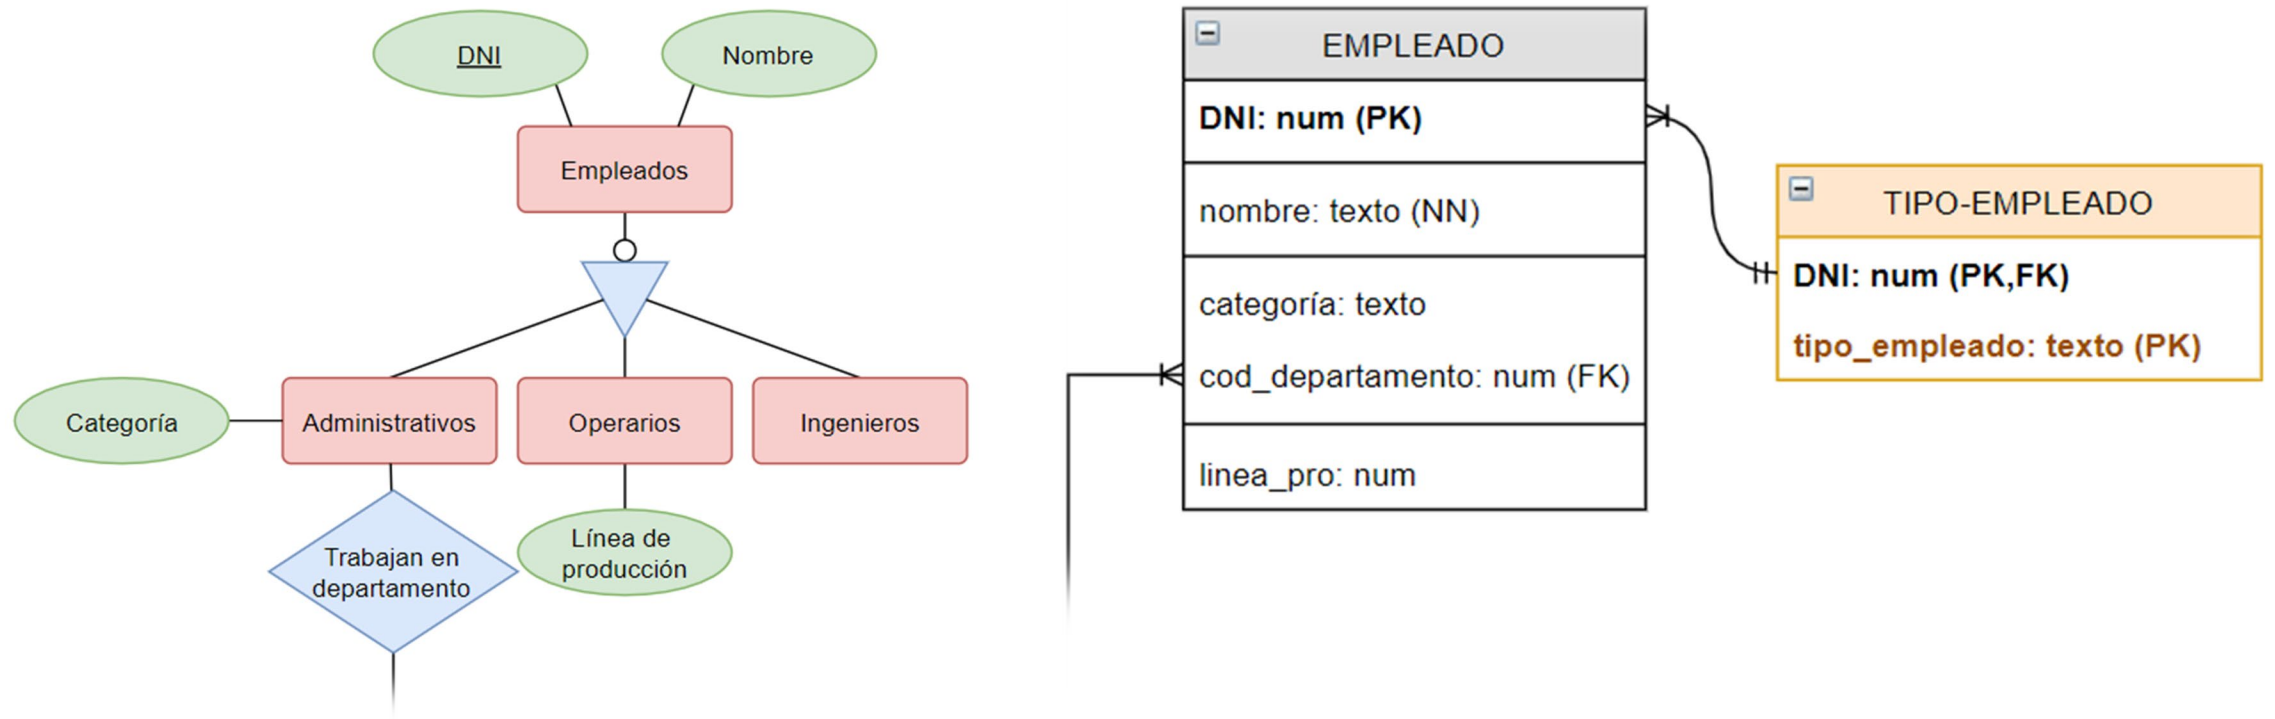 DNI
Nombre
Empleados
Categoría
Administrativos
Operarios
Ingenieros
Trabajan en
departamento
Línea de
producción
EMPLEADO
DNI: num (PK)
nombre: texto (NN)
categoría: texto
cod_departamento: num (FK)
linea_pro: num
TIPO-EMPLEADO
DNI: num (PK,FK)
tipo_empleado: texto (PK)